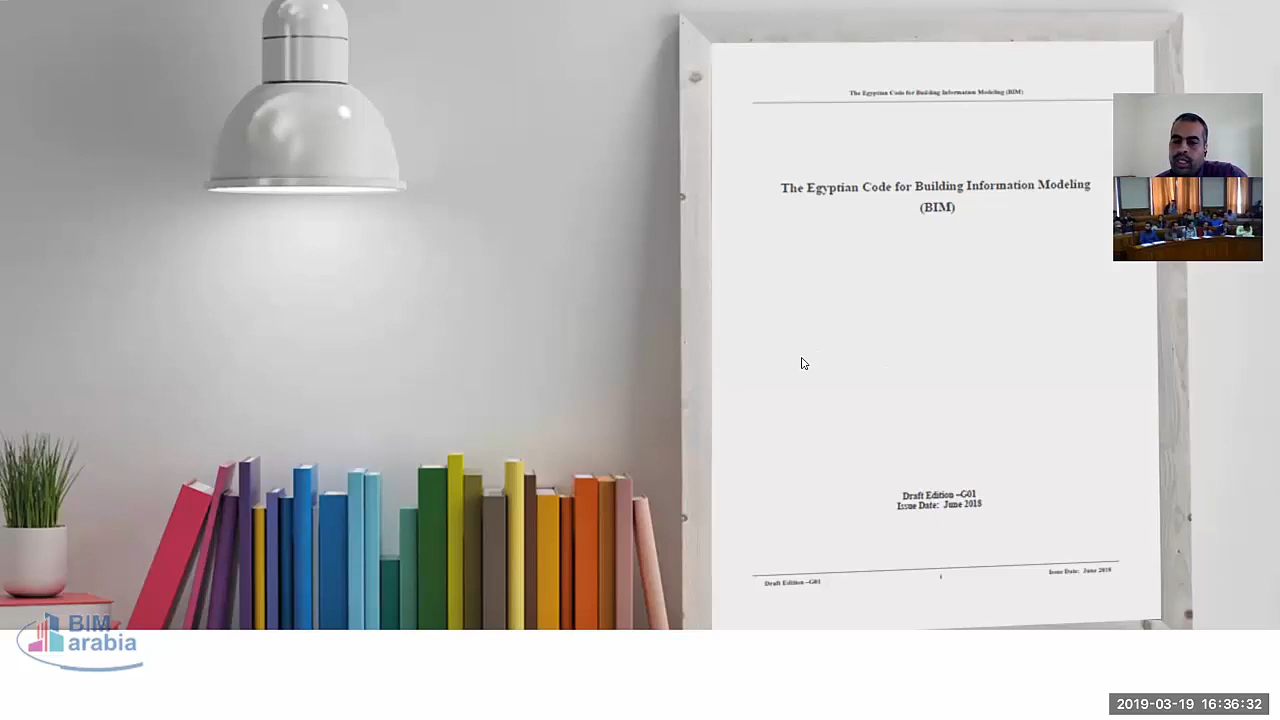 The Egyptian Code for Building Information Modeling (BIM)
The Egyptian Code for Building Information Modeling
(BIM)
Draft Edition –G01
Issue Date: June 2018
Draft Edition –G01
i
Issue Date: June 2018
BIM
arabia
2019-03-19 16:36:32